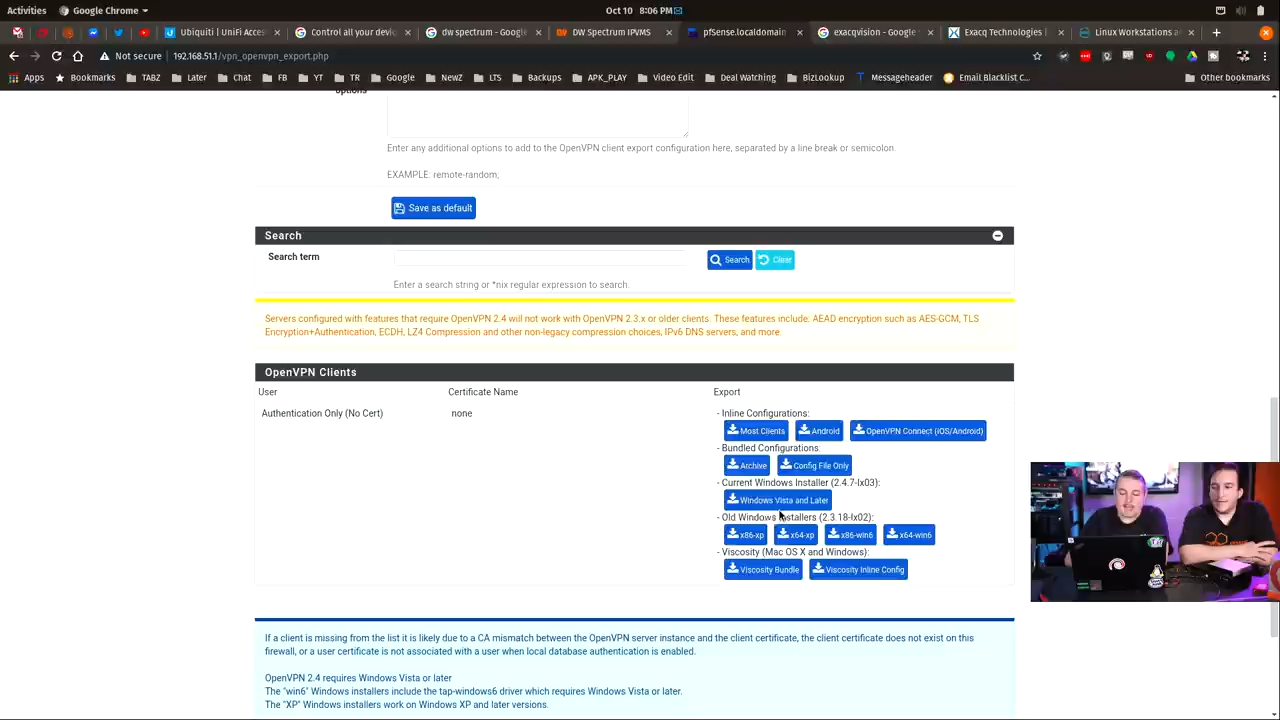 Activities
Google Chrome
Oct 10 8:06 PM
Ubiquiti | UniFi Acces
Control all your devic
dw spectrum - Google
DW Spectrum IPVMS
pfSense.localdomain
exacqvision - Google
Exacq Technologies |
Linux Workstations a
Not secure | 192.168.51.1/vpn_openvpn_export.php
Apps
Bookmarks
TABZ
Later
Chat
FB
YT
TR
Google
NewZ
LTS
Backups
APK_PLAY
Video Edit
Deal Watching
BizLookup
Messageheader
Email Blacklist C...
Other bookmarks
options
Enter any additional options to add to the OpenVPN client export configuration here, separated by a line break or semicolon.
EXAMPLE: remote-random;
Save as default
Search
Search term
Search
Clear
Enter a search string or *nix regular expression to search.
Servers configured with features that require OpenVPN 2.4 will not work with OpenVPN 2.3.x or older clients. These features include: AEAD encryption such as AES-GCM, TLS
Encryption+Authentication, ECDH, LZ4 Compression and other non-legacy compression choices, IPv6 DNS servers, and more.
OpenVPN Clients
User Certificate Name Export
Authentication Only (No Cert) none - Inline Configurations:
Most Clients Android OpenVPN Connect (iOS/Android)
- Bundled Configurations:
Archive Config File Only
- Current Windows Installer (2.4.7-Ix03):
Windows Vista and Later
- Old Windows Installers (2.3.18-Ix02):
x86-xp x64-xp x86-win6 x64-win6
- Viscosity (Mac OS X and Windows):
Viscosity Bundle Viscosity Inline Config
If a client is missing from the list it is likely due to a CA mismatch between the OpenVPN server instance and the client certificate, the client certificate does not exist on this
firewall, or a user certificate is not associated with a user when local database authentication is enabled.
OpenVPN 2.4 requires Windows Vista or later
The "win6" Windows installers include the tap-windows6 driver which requires Windows Vista or later.
The "XP" Windows installers work on Windows XP and later versions.